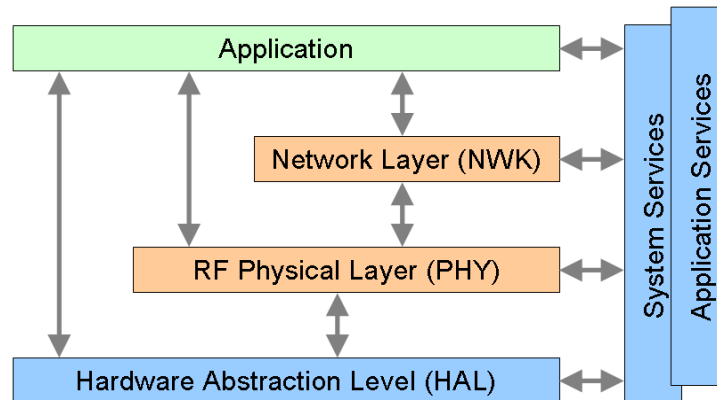 Application
Network Layer (NWK)
RF Physical Layer (PHY)
Hardware Abstraction Level (HAL)
System Services
Application Services